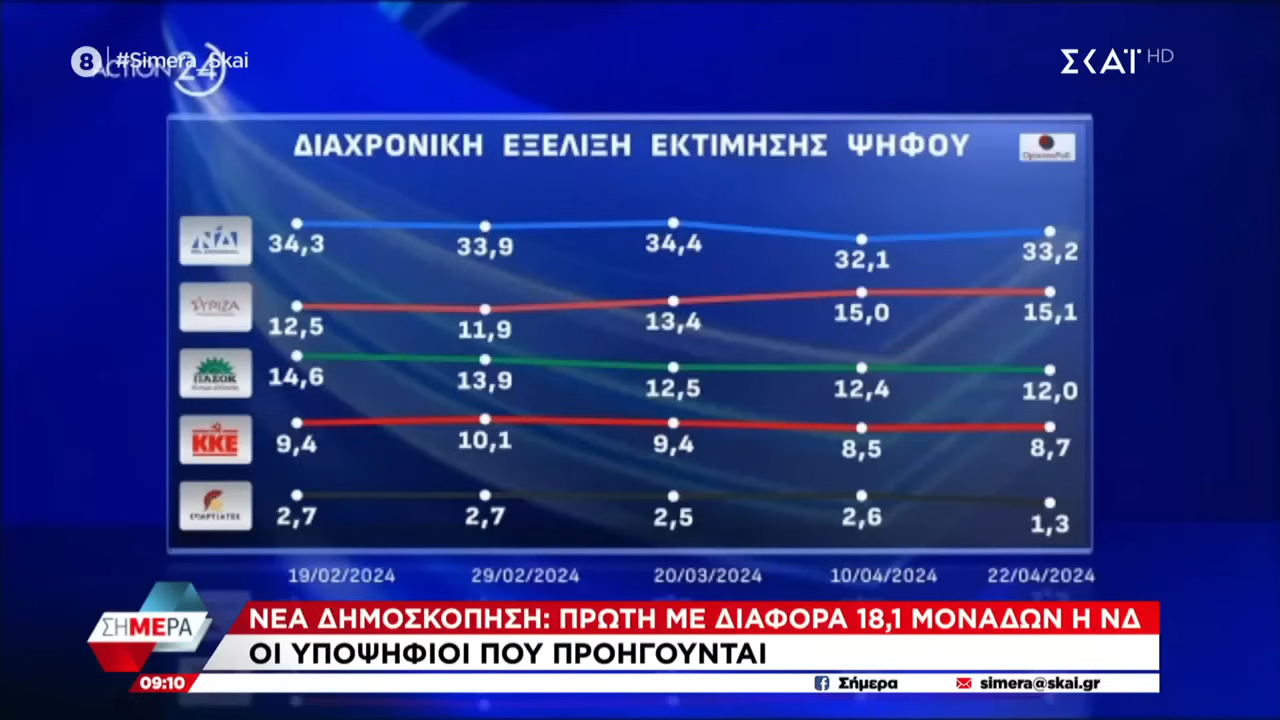 8 #Simera_Skai
ACTION 24
ΣΚΑΪ HD
ΔΙΑΧΡΟΝΙΚΗ ΕΞΕΛΙΞΗ ΕΚΤΙΜΗΣΗΣ ΨΗΦΟΥ
ΝΔ 34,3 33,9 34,4 32,1 33,2
ΣΥΡΙΖΑ 12,5 11,9 13,4 15,0 15,1
ΠΑΣΟΚ 14,6 13,9 12,5 12,4 12,0
ΚΚΕ 9,4 10,1 9,4 8,5 8,7
ΣΠΑΡΤΙΑΤΕΣ 2,7 2,7 2,5 2,6 1,3
19/02/2024 29/02/2024 20/03/2024 10/04/2024 22/04/2024
ΝΕΑ ΔΗΜΟΣΚΟΠΗΣΗ: ΠΡΩΤΗ ΜΕ ΔΙΑΦΟΡΑ 18,1 ΜΟΝΑΔΩΝ Η ΝΔ
ΣΗΜΕΡΑ
ΟΙ ΥΠΟΨΗΦΙΟΙ ΠΟΥ ΠΡΟΗΓΟΥΝΤΑΙ
09:10 Σήμερα simera@skai.gr